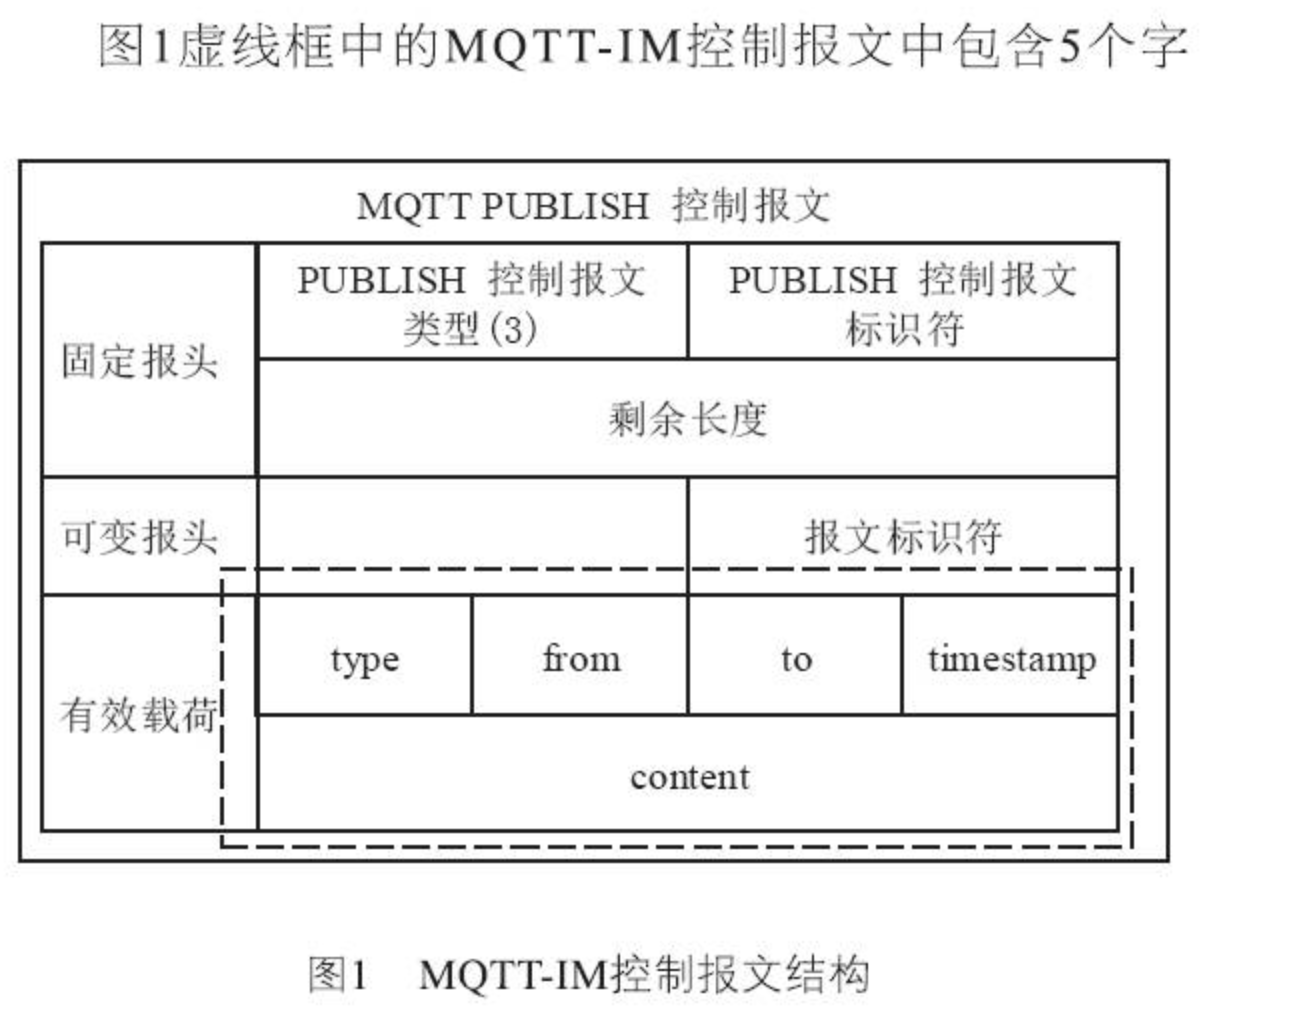 图1虚线框中的MQTT-IM控制报文中包含5个字
MQTT PUBLISH 控制报文
固定报头
PUBLISH 控制报文
类型(3)
PUBLISH 控制报文
标识符
剩余长度
可变报头
报文标识符
有效载荷
type
from
to
timestamp
content
图1 MQTT-IM控制报文结构